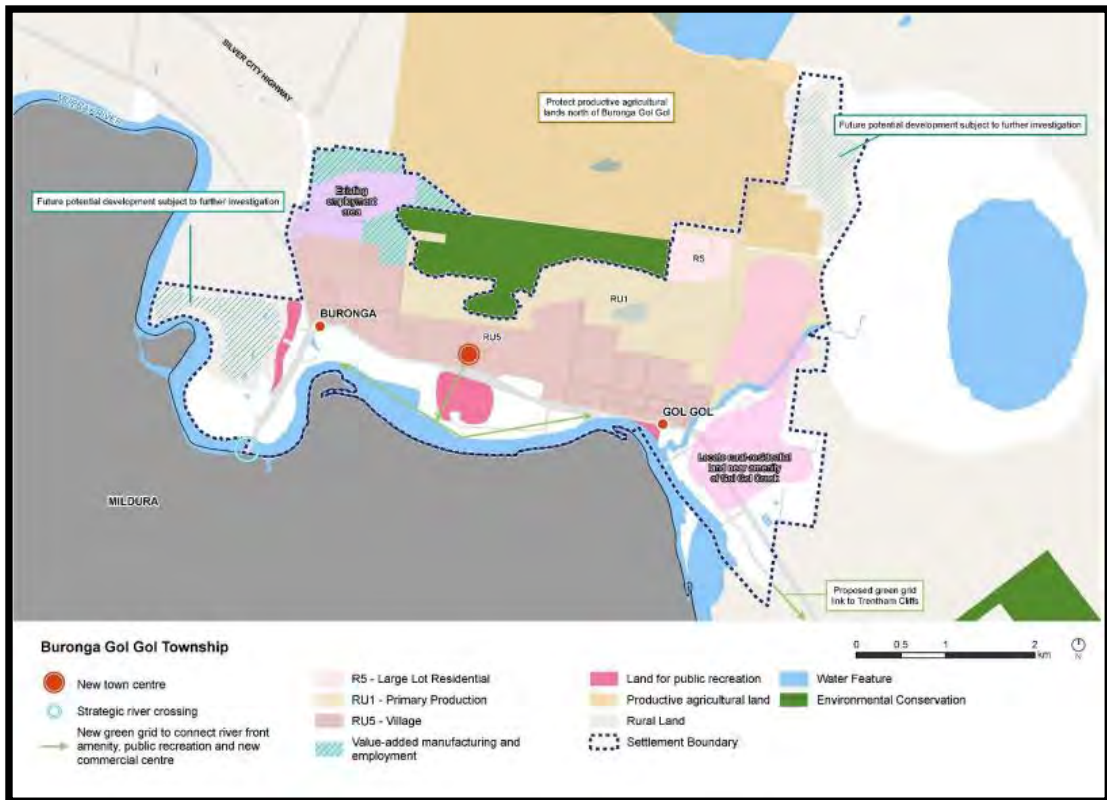 SILVER CITY HIGHWAY
MURRAY RIVER
Protect productive agricultural
lands north of Buronga Gol Gol
Future potential development subject to further investigation
Future potential development subject to further investigation
Existing
employment
area
R5
RU1
BURONGA
RU5
GOL GOL
Locate rural-residential
land near amenity
of Gol Gol Creek
MILDURA
Proposed green grid
link to Trentham Cliffs
Buronga Gol Gol Township
0 0.5 1 2
km
N
New town centre
Strategic river crossing
New green grid to connect river front
amenity, public recreation and new
commercial centre
R5 - Large Lot Residential
RU1 - Primary Production
RU5 - Village
Value-added manufacturing and
employment
Land for public recreation
Productive agricultural land
Rural Land
Settlement Boundary
Water Feature
Environmental Conservation